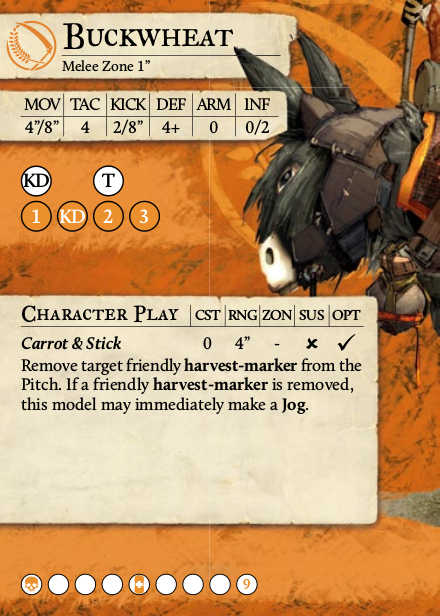 Buckwheat
Melee Zone 1”
MOV TAC KICK DEF ARM INF
4”/8” 4 2/8” 4+ 0 0/2
KD T
1 KD 2 3
Character Play CST RNG ZON SUS OPT
Carrot & Stick 0 4” - ✘ ✓
Remove target friendly harvest-marker from the
Pitch. If a friendly harvest-marker is removed,
this model may immediately make a Jog.
9